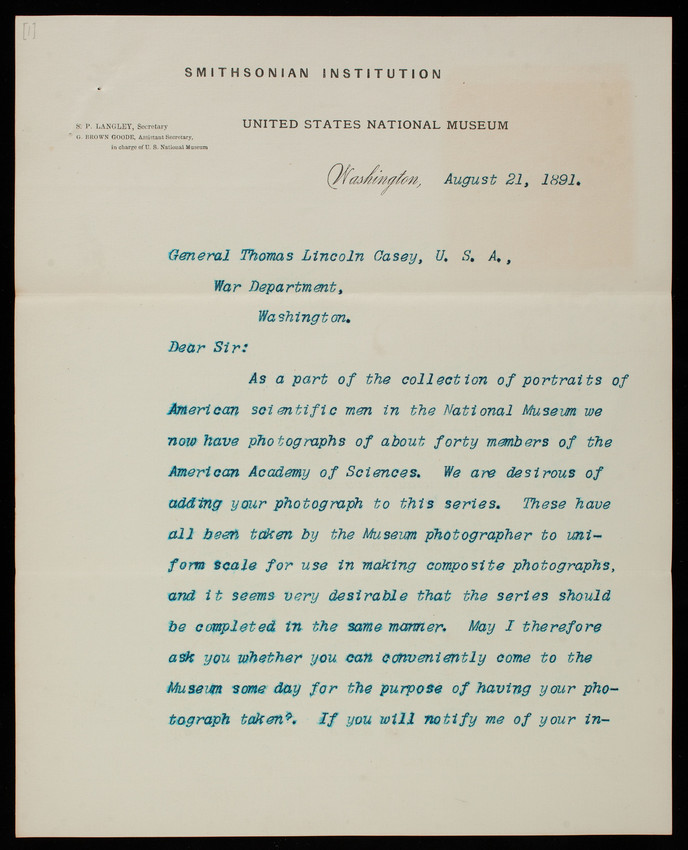 [1]
SMITHSONIAN INSTITUTION
S. P. LANGLEY, Secretary
G. BROWN GOODE, Assistant Secretary,
in charge of U. S. National Museum
UNITED STATES NATIONAL MUSEUM
Washington, August 21, 1891.
General Thomas Lincoln Casey, U. S. A.,
War Department,
Washington.
Dear Sir:
As a part of the collection of portraits of
American scientific men in the National Museum we
now have photographs of about forty members of the
American Academy of Sciences. We are desirous of
adding your photograph to this series. These have
all been taken by the Museum photographer to uni-
form scale for use in making composite photographs,
and it seems very desirable that the series should
be completed in the same manner. May I therefore
ask you whether you can conveniently come to the
Museum some day for the purpose of having your pho-
tograph taken?. If you will notify me of your in-